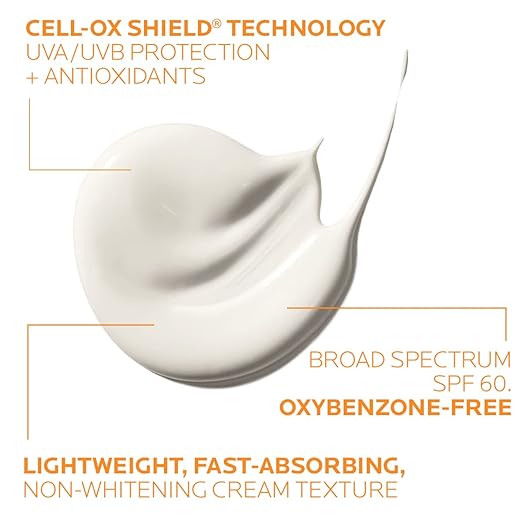 CELL-OX SHIELD® TECHNOLOGY
UVA/UVB PROTECTION
+ ANTIOXIDANTS
BROAD SPECTRUM
SPF 60.
OXYBENZONE-FREE
LIGHTWEIGHT, FAST-ABSORBING,
NON-WHITENING CREAM TEXTURE